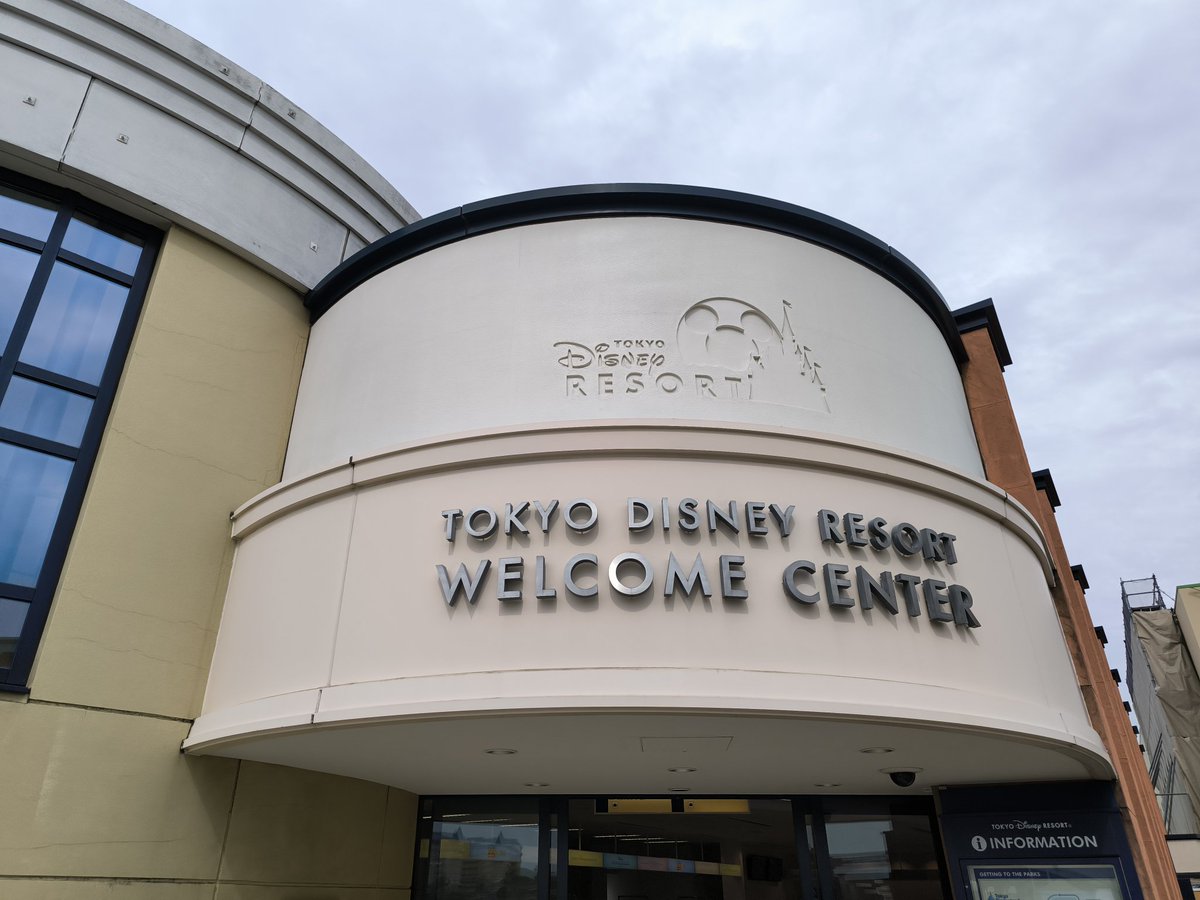 TOKYO
Disney
RESORT
TOKYO DISNEY RESORT
WELCOME CENTER
TOKYO Disney RESORT
i INFORMATION
GETTING TO THE PARKS